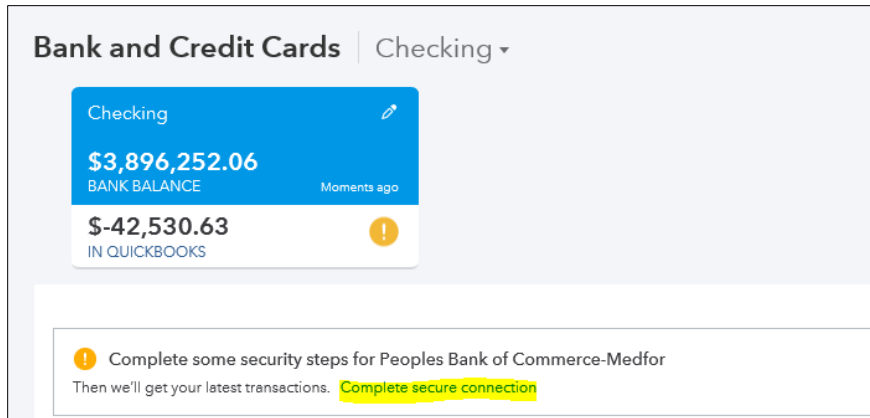 Bank and Credit Cards Checking
Checking
$3,896,252.06
BANK BALANCE Moments ago
$-42,530.63
IN QUICKBOOKS
Complete some security steps for Peoples Bank of Commerce-Medfor
Then we'll get your latest transactions. Complete secure connection